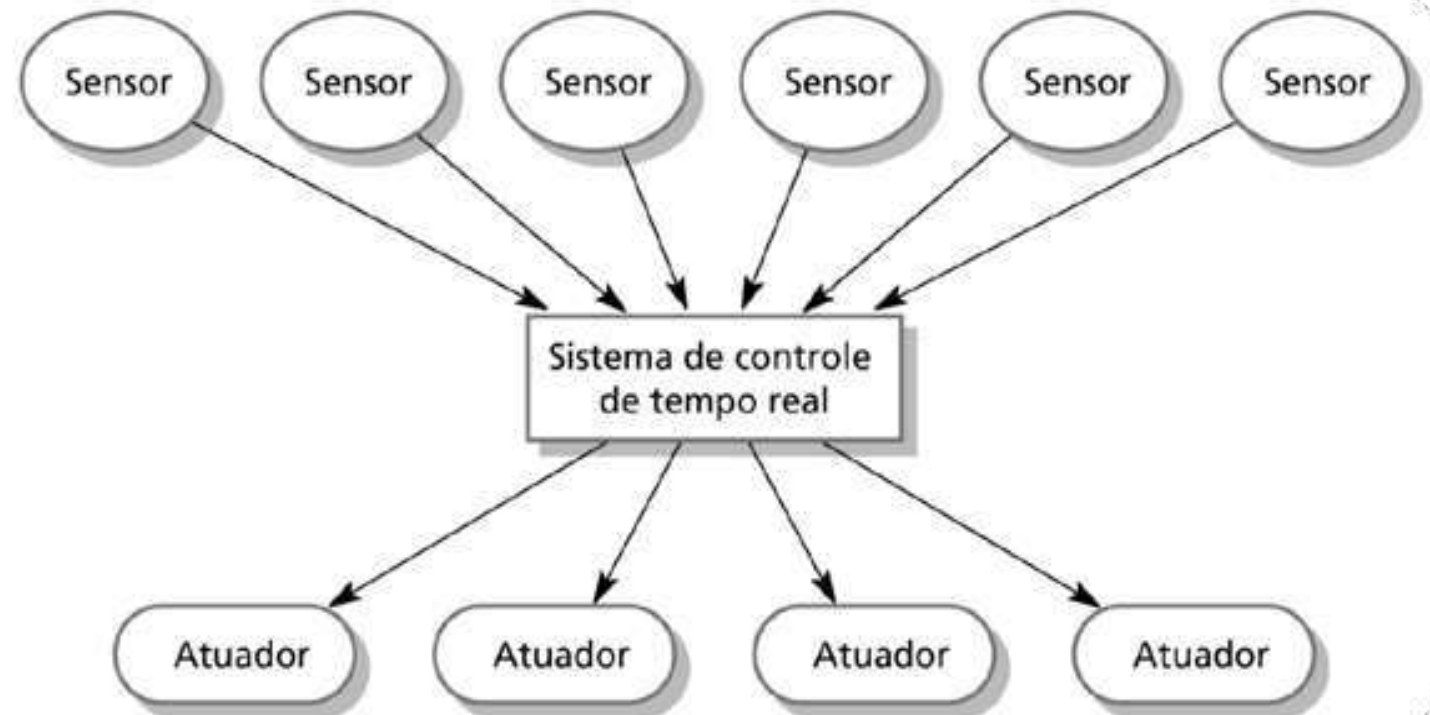 Sensor
Sensor
Sensor
Sensor
Sensor
Sensor
Sistema de controle
de tempo real
Atuador
Atuador
Atuador
Atuador